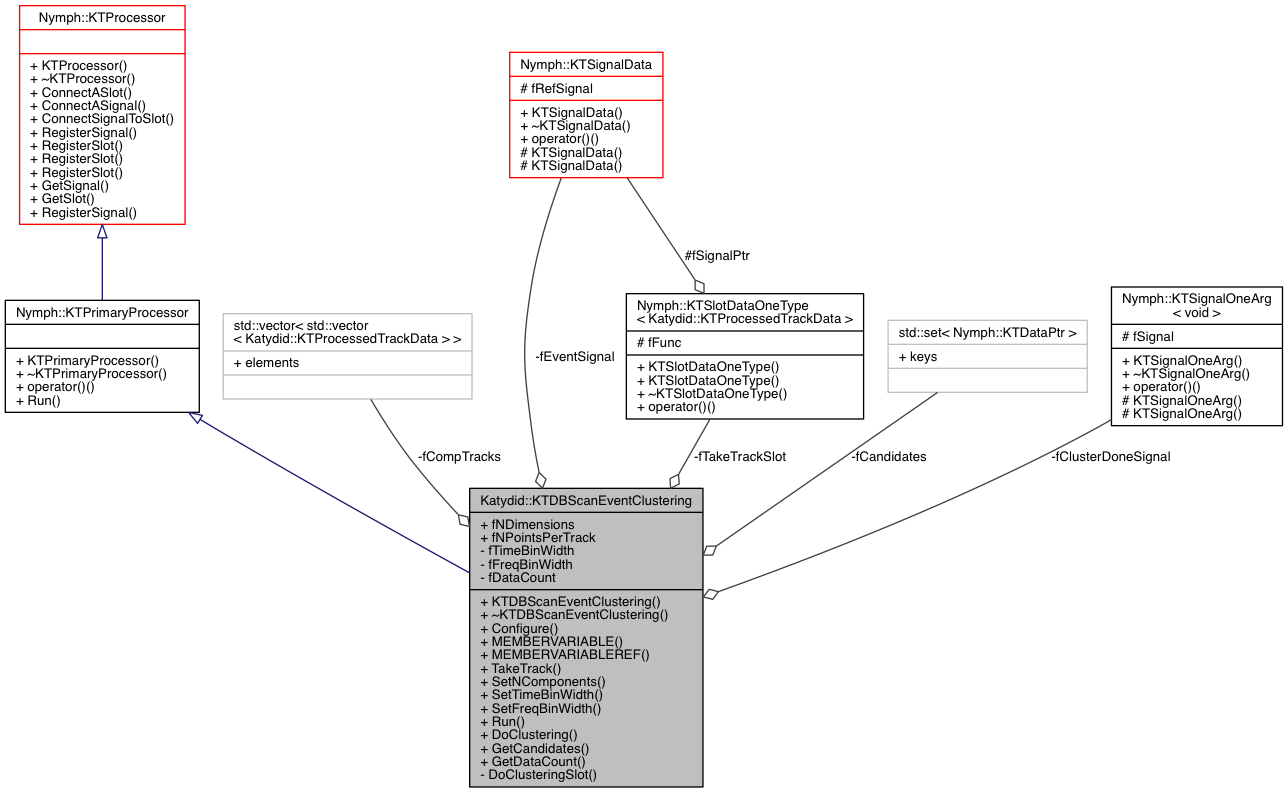 Nymph::KTProcessor
+ KTProcessor()
+ ~KTProcessor()
+ ConnectASlot()
+ ConnectASignal()
+ ConnectSignalToSlot()
+ RegisterSignal()
+ RegisterSlot()
+ RegisterSlot()
+ RegisterSlot()
+ GetSignal()
+ GetSlot()
+ RegisterSignal()
Nymph::KTSignalData
# fRefSignal
+ KTSignalData()
+ ~KTSignalData()
+ operator()()
# KTSignalData()
# KTSignalData()
#fSignalPtr
Nymph::KTPrimaryProcessor
+ KTPrimaryProcessor()
+ ~KTPrimaryProcessor()
+ operator()()
+ Run()
std::vector< std::vector
< Katydid::KTProcessedTrackData > >
+ elements
-fEventSignal
Nymph::KTSlotDataOneType
< Katydid::KTProcessedTrackData >
# fFunc
+ KTSlotDataOneType()
+ KTSlotDataOneType()
+ ~KTSlotDataOneType()
+ operator()()
std::set< Nymph::KTDataPtr >
+ keys
Nymph::KTSignalOneArg
< void >
# fSignal
+ KTSignalOneArg()
+ ~KTSignalOneArg()
+ operator()()
# KTSignalOneArg()
# KTSignalOneArg()
-fCompTracks
-fTakeTrackSlot
-fCandidates
-fClusterDoneSignal
Katydid::KTDBScanEventClustering
+ fNDimensions
+ fNPointsPerTrack
- fTimeBinWidth
- fFreqBinWidth
- fDataCount
+ KTDBScanEventClustering()
+ ~KTDBScanEventClustering()
+ Configure()
+ MEMBERVARIABLE()
+ MEMBERVARIABLEREF()
+ TakeTrack()
+ SetNComponents()
+ SetTimeBinWidth()
+ SetFreqBinWidth()
+ Run()
+ DoClustering()
+ GetCandidates()
+ GetDataCount()
- DoClusteringSlot()